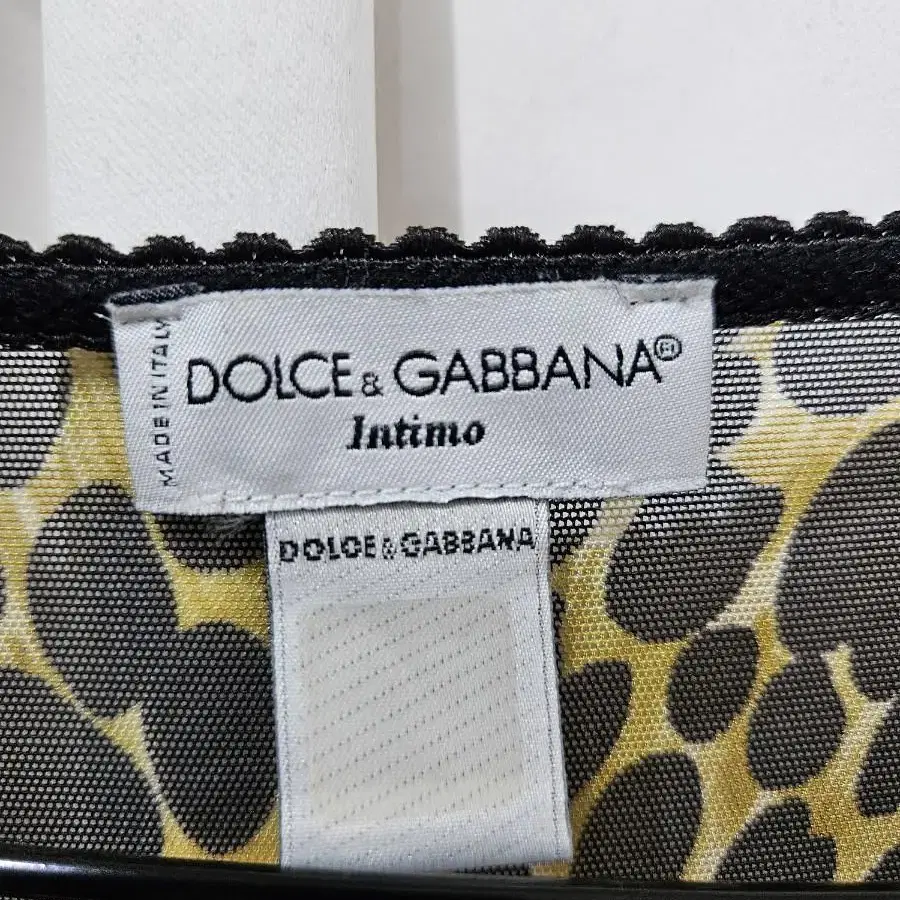 MADE IN ITALY
DOLCE & GABBANA®
Intimo
DOLCE & GABBANA